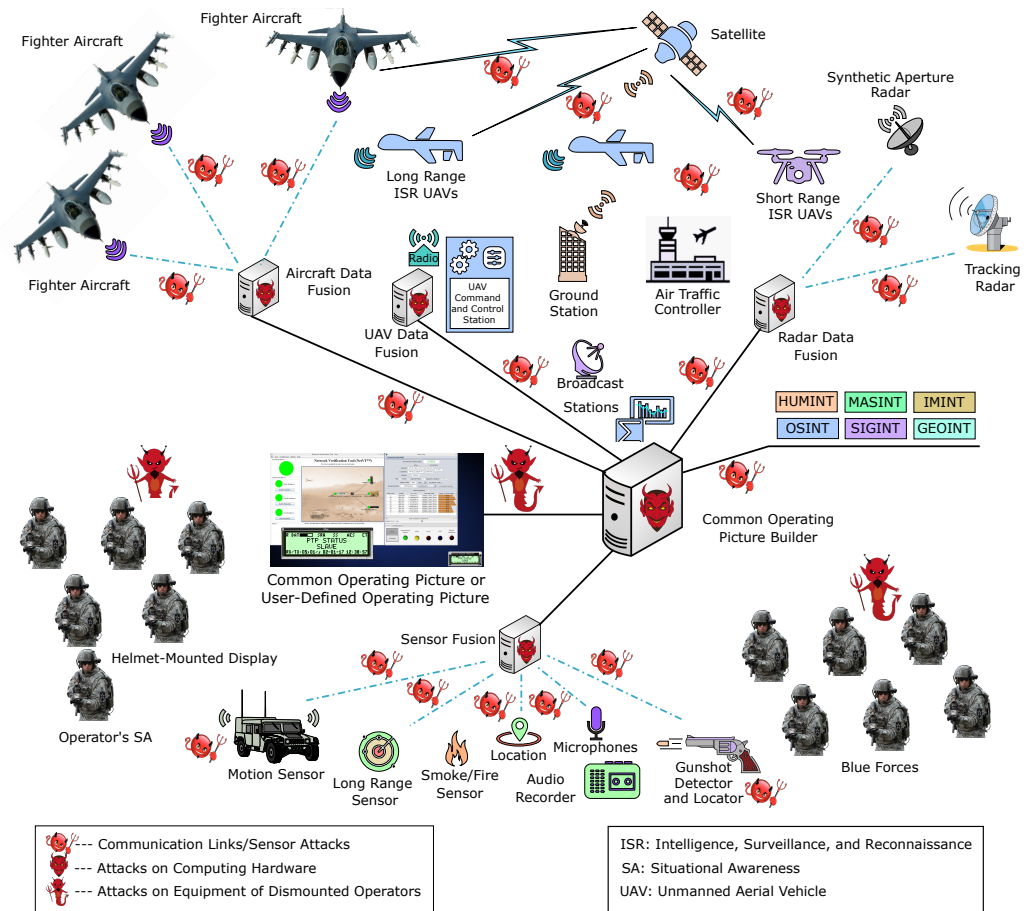 Fighter Aircraft
Fighter Aircraft
Satellite
Synthetic Aperture
Radar
Long Range
ISR UAVs
Short Range
ISR UAVs
Fighter Aircraft
Aircraft Data
Fusion
Radio
UAV
Command
and Control
Station
UAV Data
Fusion
Ground
Station
Air Traffic
Controller
Tracking
Radar
Radar Data
Fusion
Broadcast
Stations
HUMINT
MASINT
IMINT
OSINT
SIGINT
GEOINT
PTP STATUS
SLAVE
Common Operating Picture or
User-Defined Operating Picture
Common Operating
Picture Builder
Sensor Fusion
Helmet-Mounted Display
Operator's SA
Motion Sensor
Long Range
Sensor
Smoke/Fire
Sensor
Location
Microphones
Audio
Recorder
Gunshot
Detector
and Locator
Blue Forces
--- Communication Links/Sensor Attacks
--- Attacks on Computing Hardware
--- Attacks on Equipment of Dismounted Operators
ISR: Intelligence, Surveillance, and Reconnaissance
SA: Situational Awareness
UAV: Unmanned Aerial Vehicle